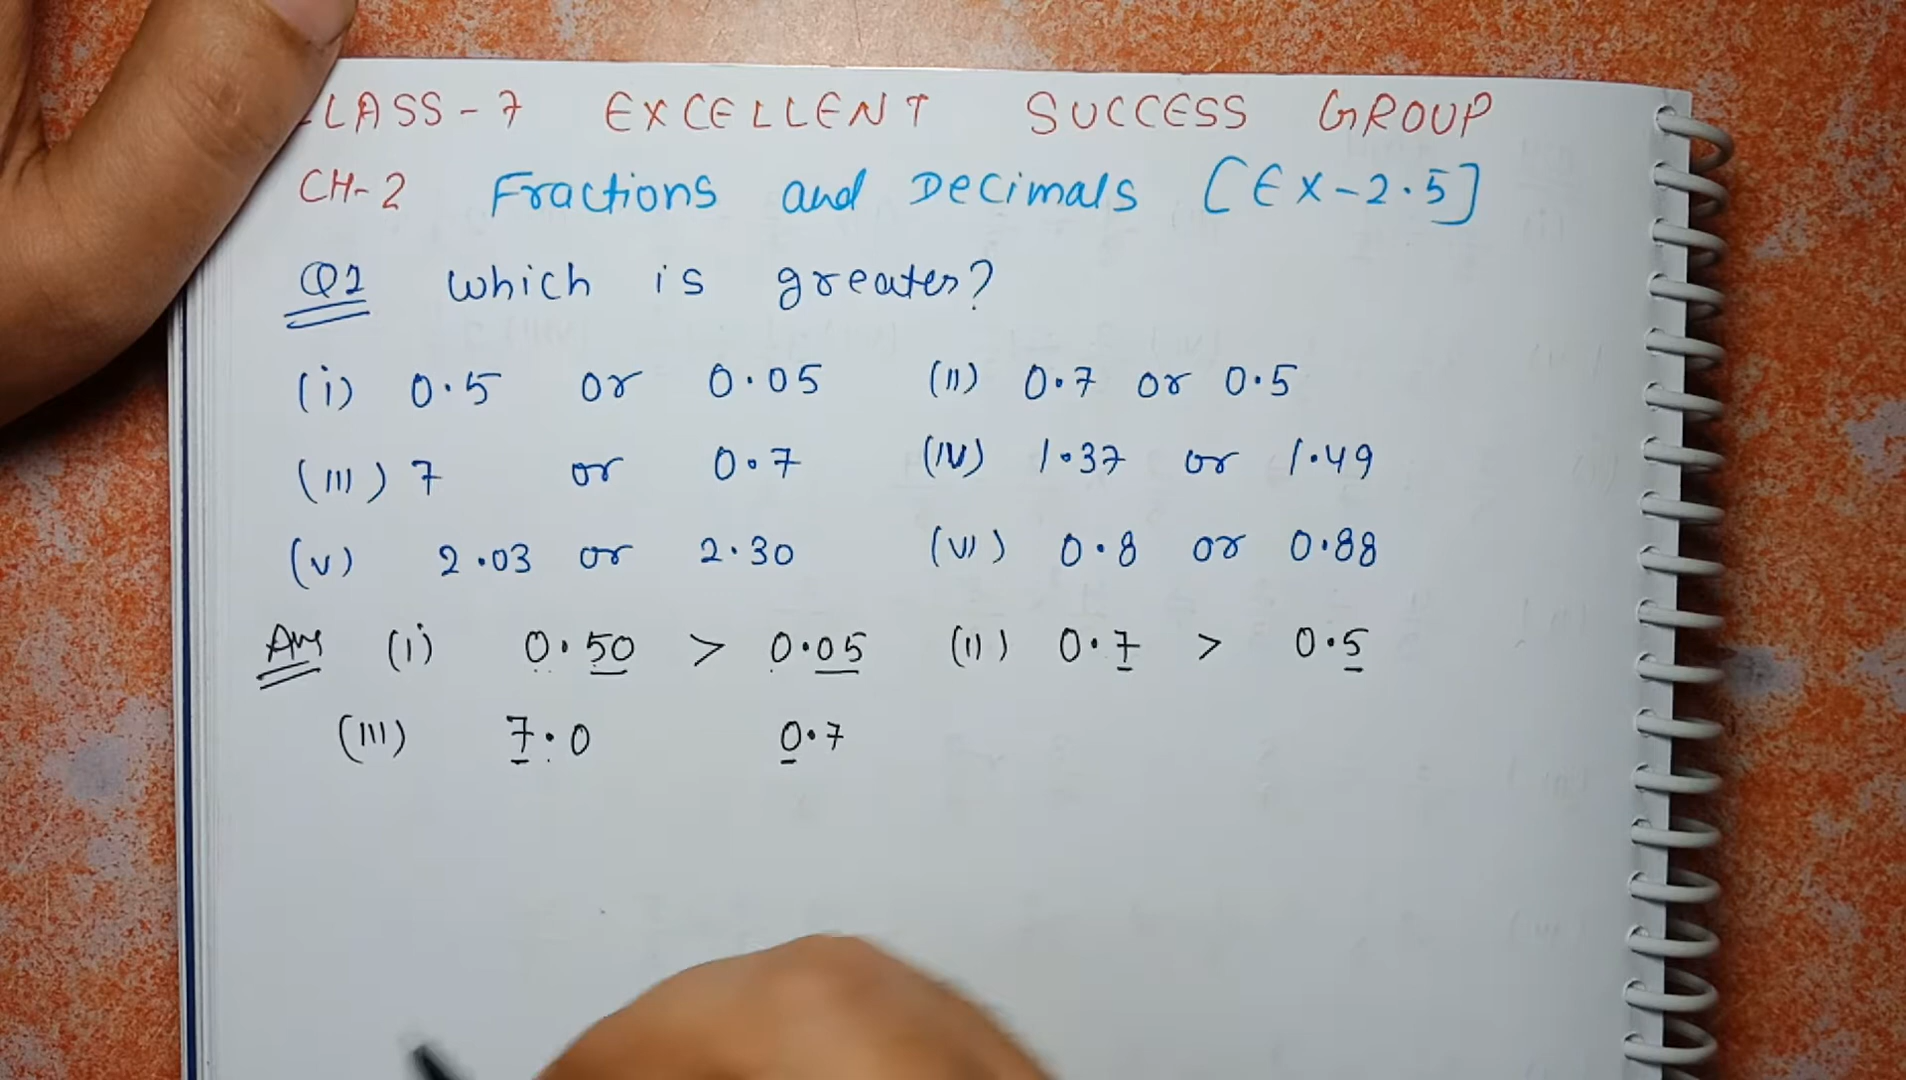 LASS-7 EXCELLENT SUCCESS GROUP
CH-2 Fractions and Decimals [EX-2.5]
Q1 which is greater?
(i) 0.5 or 0.05 (II) 0.7 or 0.5
(III) 7 or 0.7 (IV) 1.37 or 1.49
(v) 2.03 or 2.30 (VI) 0.8 or 0.88
Ans (i) 0.50 > 0.05 (II) 0.7 > 0.5
(III) 7.0 0.7